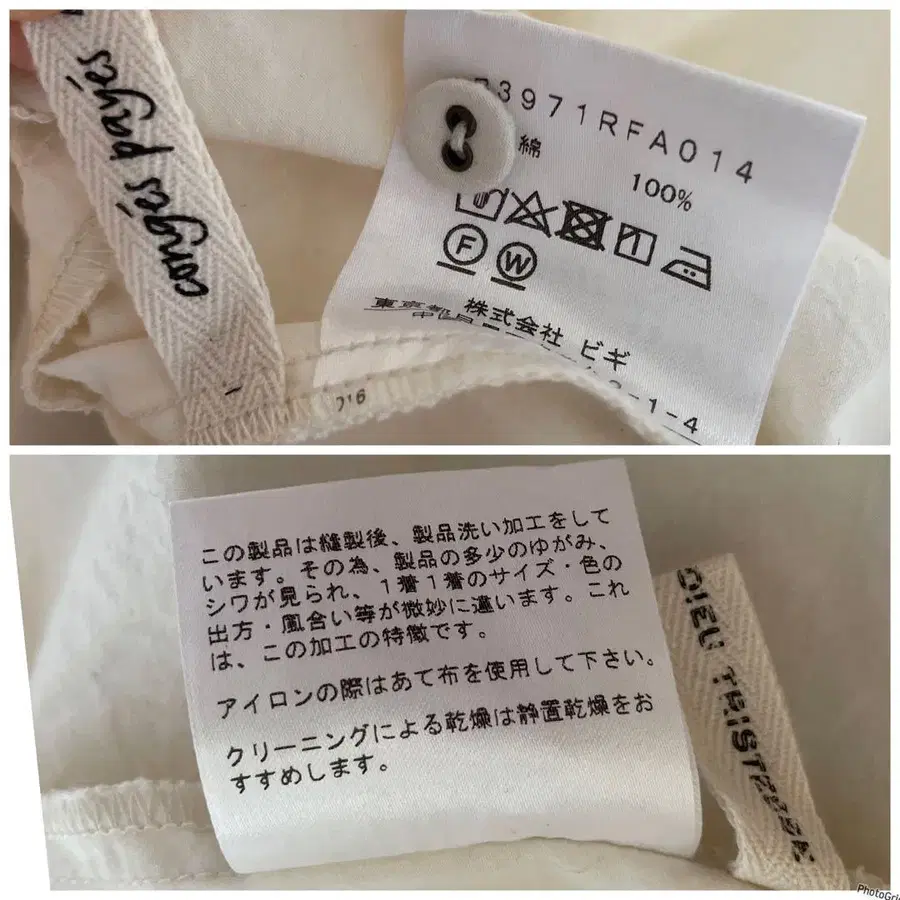 congés payés
3971RFA014
綿
100%
F W
株式会社 ビギ
東京都
-1-4
この製品は縫製後、製品洗い加工をして
います。その為、製品の多少のゆがみ、
シワが見られ、1着1着のサイズ・色の
出方・風合い等が微妙に違います。これ
は、この加工の特徴です。
アイロンの際はあて布を使用して下さい。
クリーニングによる乾燥は静置乾燥をお
すすめします。
TRISTESSE